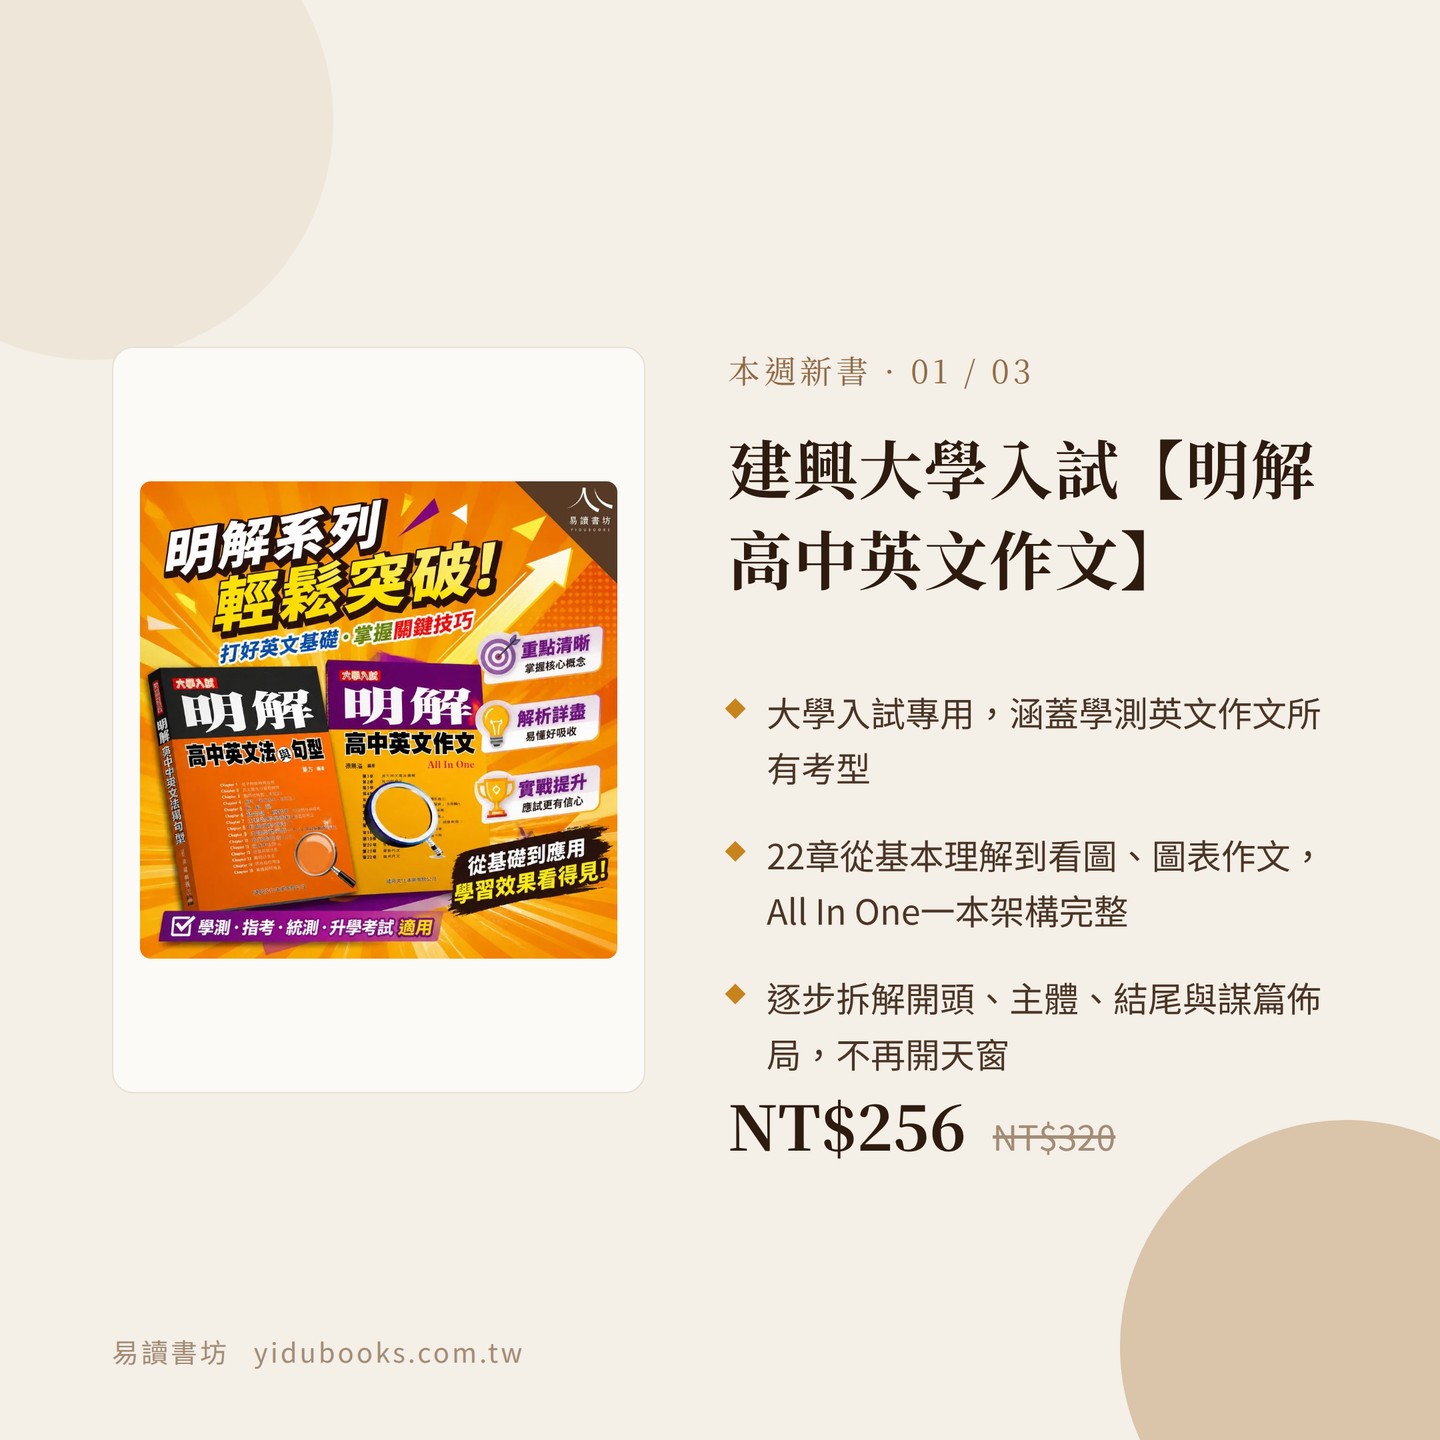 本週新書 · 01 / 03
建興大學入試【明解
高中英文作文】
大學入試專用，涵蓋學測英文作文所
有考型
22章從基本理解到看圖、圖表作文，
All In One一本架構完整
逐步拆解開頭、主體、結尾與謀篇佈
局，不再開天窗
NT$256 NT$320
易讀書坊
YIDUBOOKS
明解系列
輕鬆突破!
打好英文基礎·掌握關鍵技巧
重點清晰
掌握核心概念
解析詳盡
易懂好吸收
實戰提升
應試更有信心
大學入試
明解
高中英文法與句型
大學入試
明解
高中英文作文
All In One
從基礎到應用
學習效果看得見!
學測·指考·統測·升學考試 適用
易讀書坊 yidubooks.com.tw